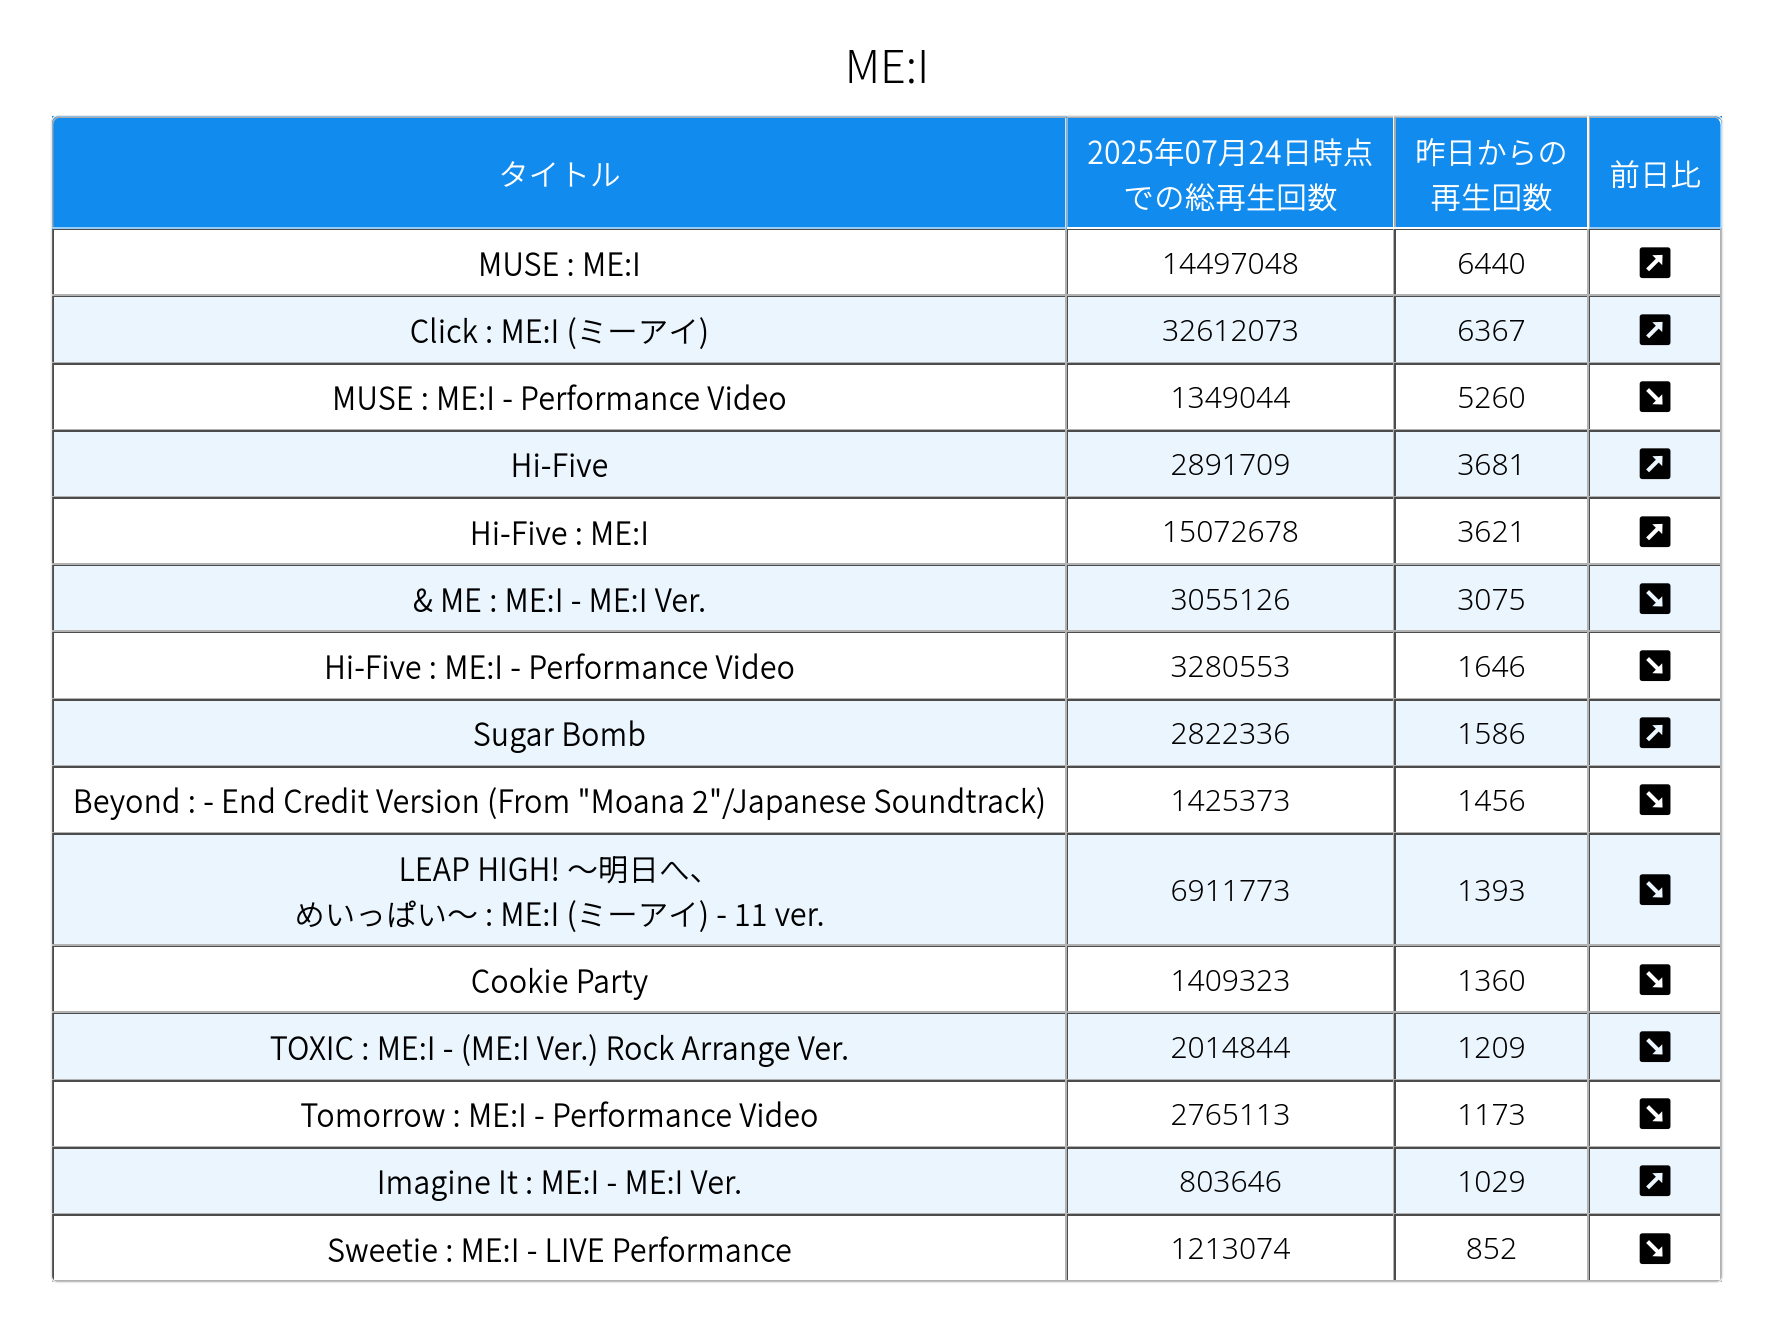 ME:I
タイトル 2025年07月24日時点 昨日からの 前日比
での総再生回数 再生回数
MUSE : ME:I 14497048 6440 ↗
Click : ME:I (ミーアイ) 32612073 6367 ↗
MUSE : ME:I - Performance Video 1349044 5260 ↘
Hi-Five 2891709 3681 ↗
Hi-Five : ME:I 15072678 3621 ↗
& ME : ME:I - ME:I Ver. 3055126 3075 ↘
Hi-Five : ME:I - Performance Video 3280553 1646 ↘
Sugar Bomb 2822336 1586 ↗
Beyond : - End Credit Version (From "Moana 2"/Japanese Soundtrack) 1425373 1456 ↘
LEAP HIGH! 〜明日へ、
めいっぱい〜 : ME:I (ミーアイ) - 11 ver. 6911773 1393 ↘
Cookie Party 1409323 1360 ↘
TOXIC : ME:I - (ME:I Ver.) Rock Arrange Ver. 2014844 1209 ↘
Tomorrow : ME:I - Performance Video 2765113 1173 ↘
Imagine It : ME:I - ME:I Ver. 803646 1029 ↗
Sweetie : ME:I - LIVE Performance 1213074 852 ↘